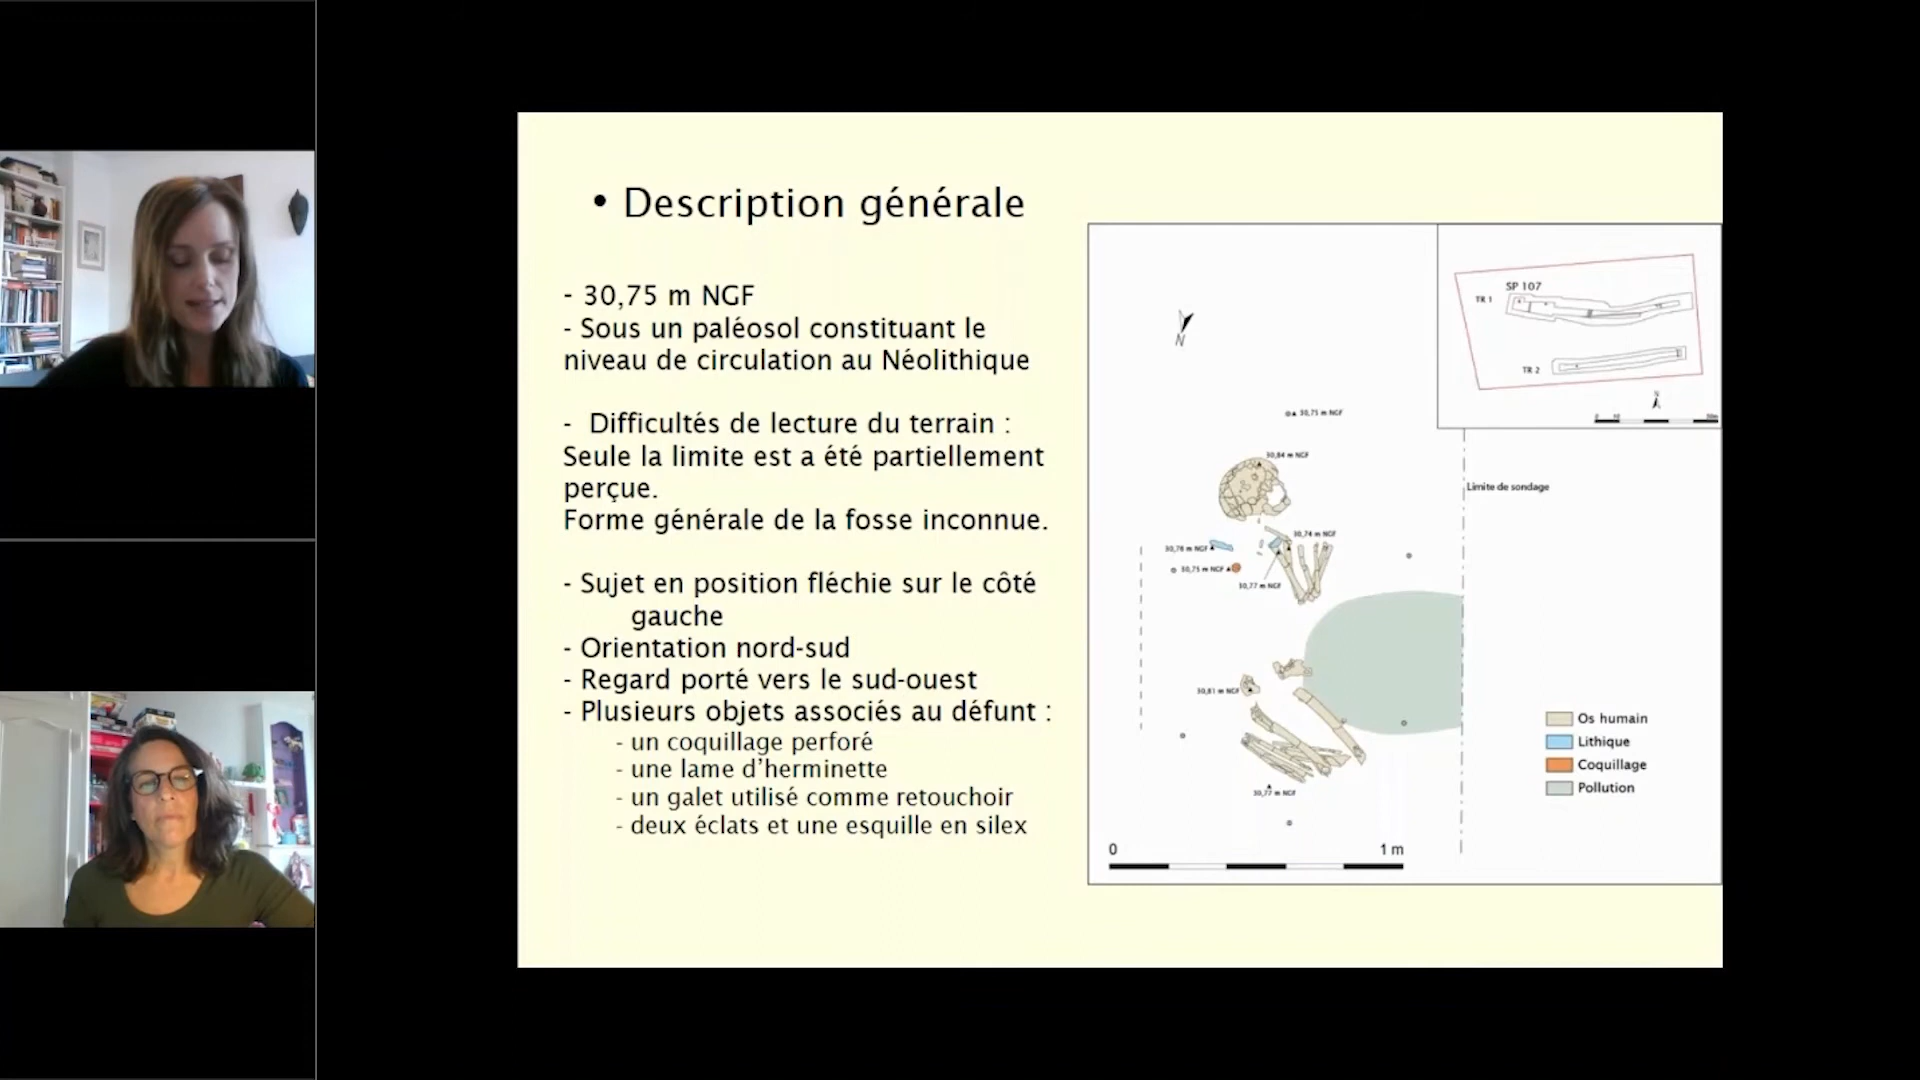 • Description générale
- 30,75 m NGF
- Sous un paléosol constituant le
niveau de circulation au Néolithique
- Difficultés de lecture du terrain :
Seule la limite est a été partiellement
perçue.
Forme générale de la fosse inconnue.
- Sujet en position fléchie sur le côté
gauche
- Orientation nord-sud
- Regard porté vers le sud-ouest
- Plusieurs objets associés au défunt :
- un coquillage perforé
- une lame d'herminette
- un galet utilisé comme retouchoir
- deux éclats et une esquille en silex
SP 107
TR 1
TR 2
N
0 10 50m
N
30,75 m NGF
30,84 m NGF
Limite de sondage
30,74 m NGF
30,76 m NGF
30,75 m NGF
30,77 m NGF
30,81 m NGF
30,77 m NGF
Os humain
Lithique
Coquillage
Pollution
0 1 m